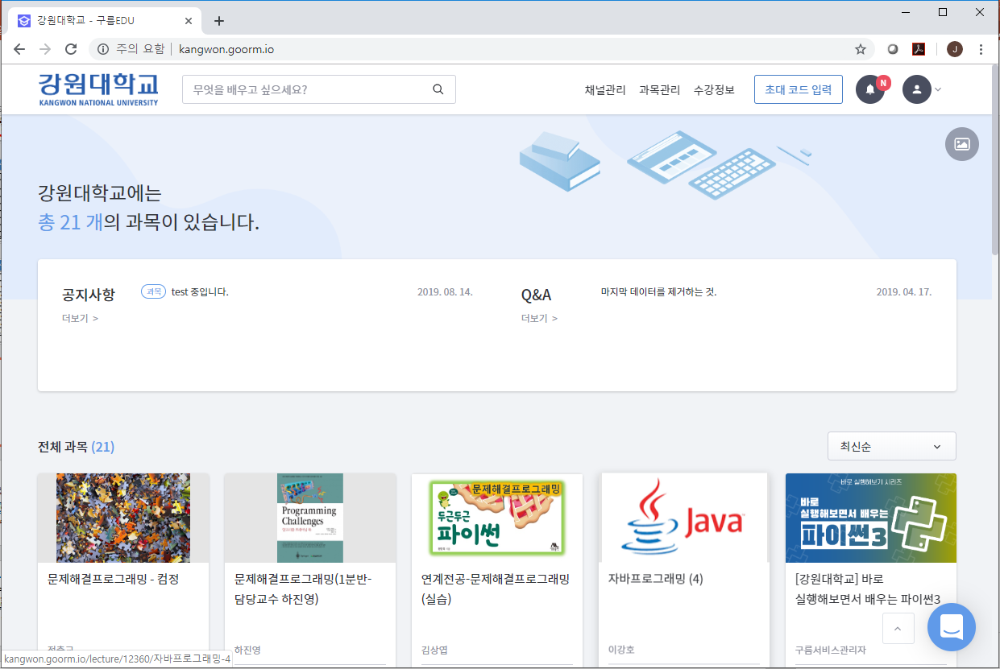 강원대학교 - 구름EDU
주의 요함
kangwon.goorm.io
J
강원대학교
KANGWON NATIONAL UNIVERSITY
무엇을 배우고 싶으세요?
채널관리
과목관리
수강정보
초대 코드 입력
N
강원대학교에는
총 21 개의 과목이 있습니다.
공지사항
과목 test 중입니다.
2019. 08. 14.
더보기 >
Q&A
마지막 데이터를 제거하는 것.
2019. 04. 17.
더보기 >
전체 과목 (21)
최신순
문제해결프로그래밍 - 컴정
Programming
Challenges
문제해결프로그래밍(1분반-
담당교수 하진영)
하진영
문제해결프로그래밍
두근두근
파이썬
연계전공-문제해결프로그래밍
(실습)
김상엽
Java
자바프로그래밍 (4)
이강호
바로 실행해보기 시리즈
바로
실행해보면서 배우는
파이썬3
[강원대학교] 바로
실행해보면서 배우는 파이썬3
구름서비스관리자
kangwon.goorm.io/lecture/12360/자바프로그래밍-4